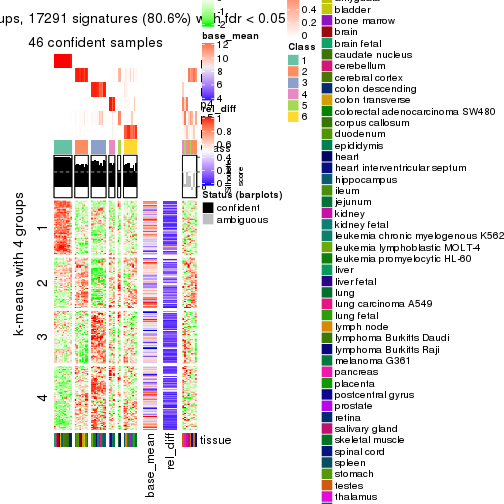 ups, 17291 signatures (80.6%) with fdr < 0.05
46 confident samples
k-means with 4 groups
1
2
3
4
base_mean
rel_diff
tissue
-2
base_mean
12
10
8
6
4
2
0
rel_diff
1
0.8
0.6
0.4
0.2
0
Silhouette
score
Status (barplots)
confident
ambiguous
0.4
0.2
0
Class
1
2
3
4
5
6
bladder
bone marrow
brain
brain fetal
caudate nucleus
cerebellum
cerebral cortex
colon descending
colon transverse
colorectal adenocarcinoma SW480
corpus callosum
duodenum
epididymis
heart
heart interventricular septum
hippocampus
ileum
jejunum
kidney
kidney fetal
leukemia chronic myelogenous K562
leukemia lymphoblastic MOLT-4
leukemia promyelocytic HL-60
liver
liver fetal
lung
lung carcinoma A549
lung fetal
lymph node
lymphoma Burkitts Daudi
lymphoma Burkitts Raji
melanoma G361
pancreas
placenta
postcentral gyrus
prostate
retina
salivary gland
skeletal muscle
spinal cord
spleen
stomach
testes
thalamus